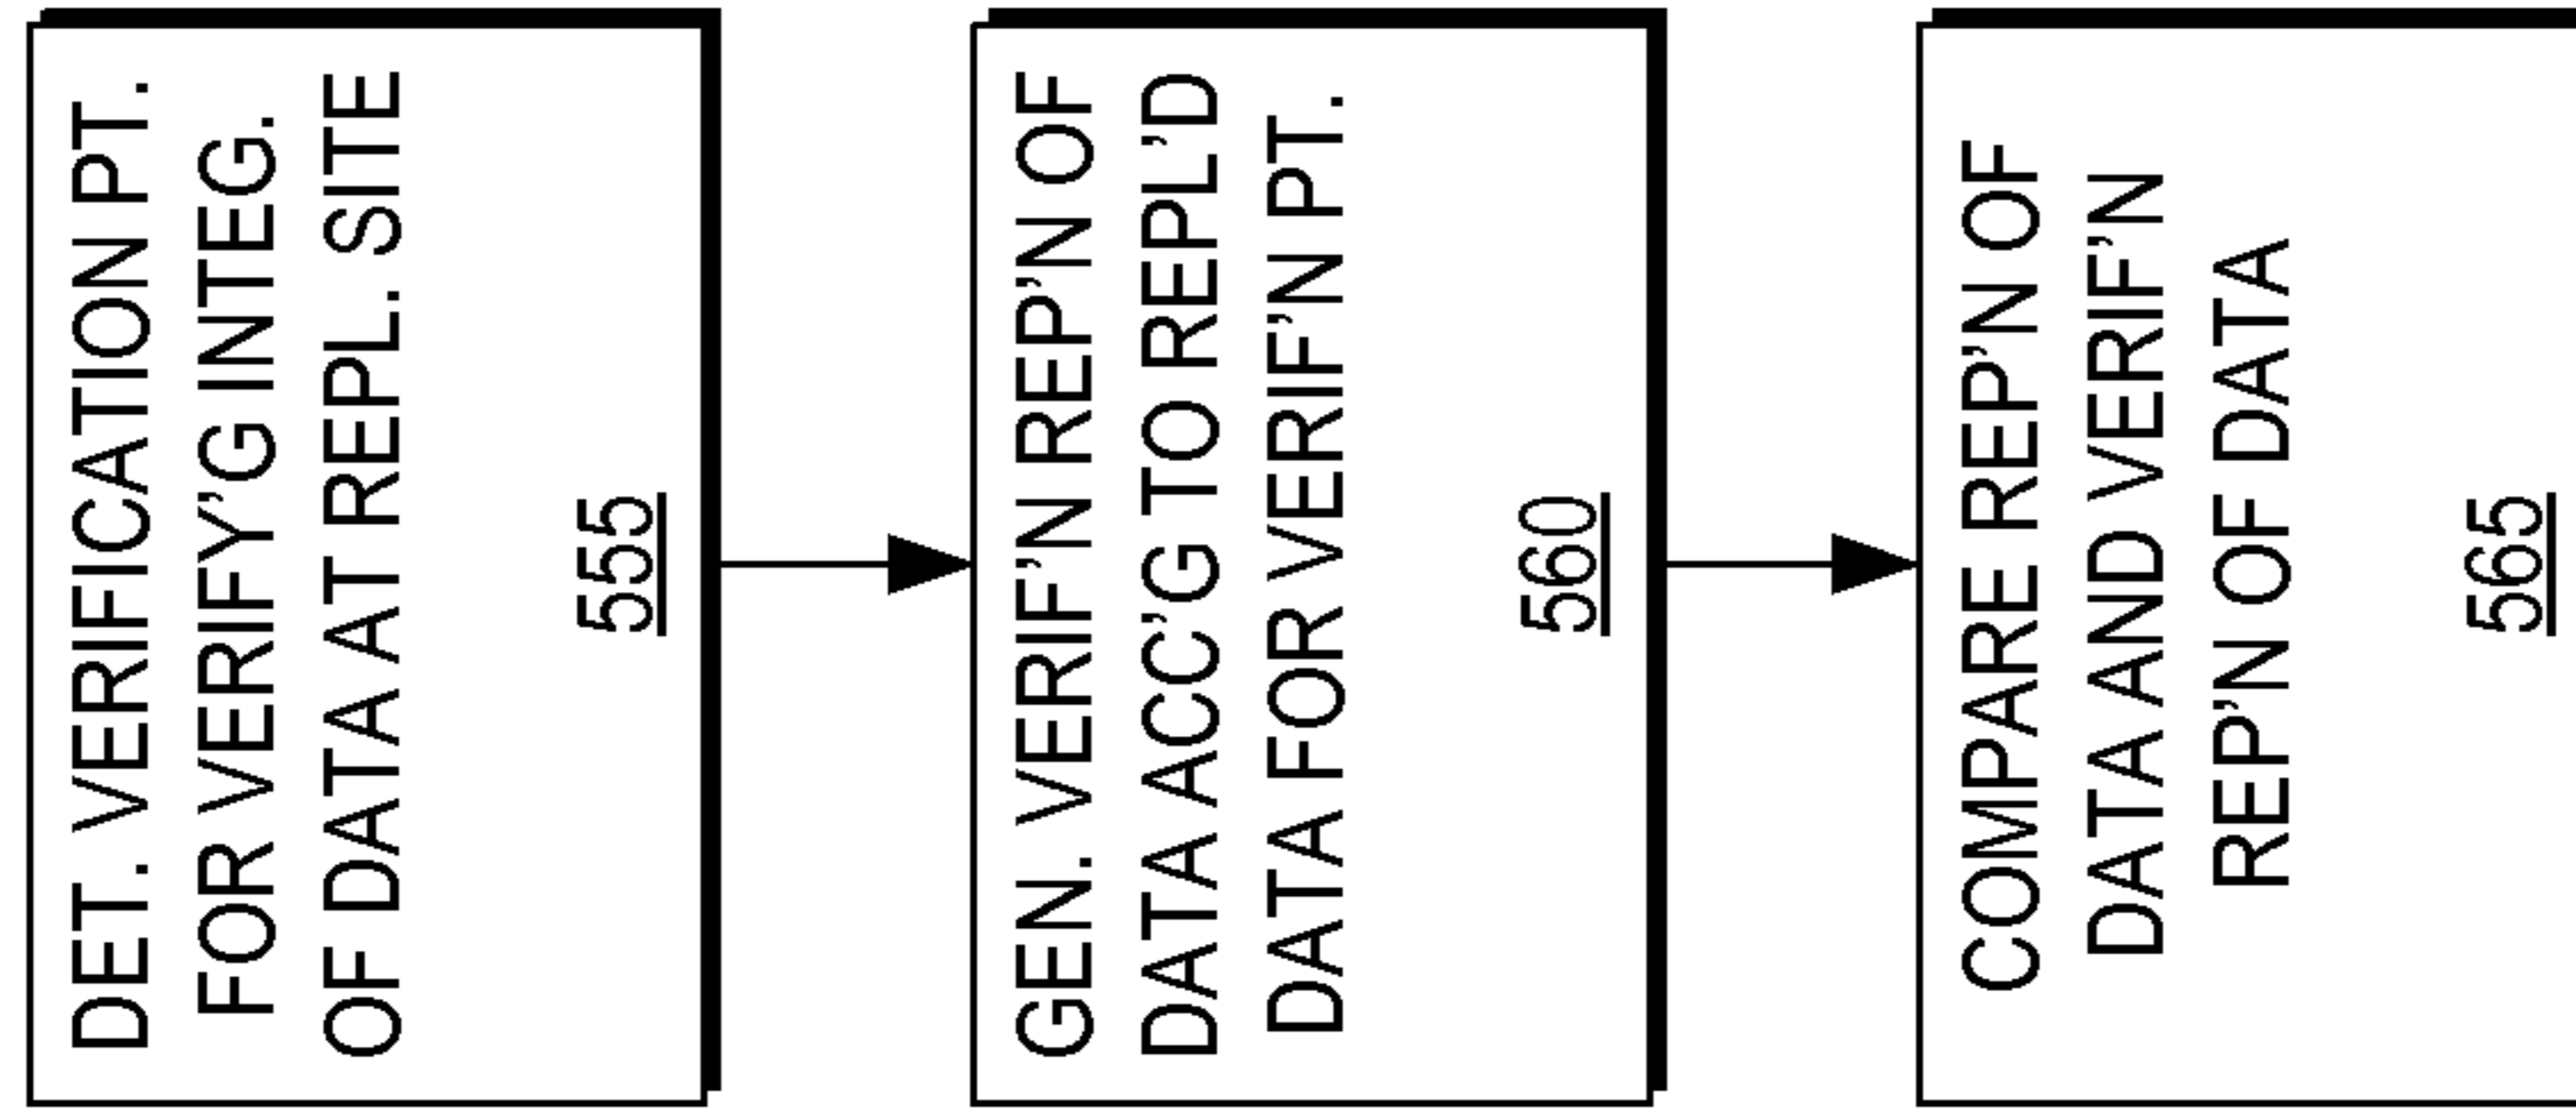 DET. VERIFICATION PT.
FOR VERIFY'G INTEG.
OF DATA AT REPL. SITE
555
GEN. VERIF'N REP'N OF
DATA ACC'G TO REPL'D
DATA FOR VERIF'N PT.
560
COMPARE REP'N OF
DATA AND VERIF'N
REP'N OF DATA
565